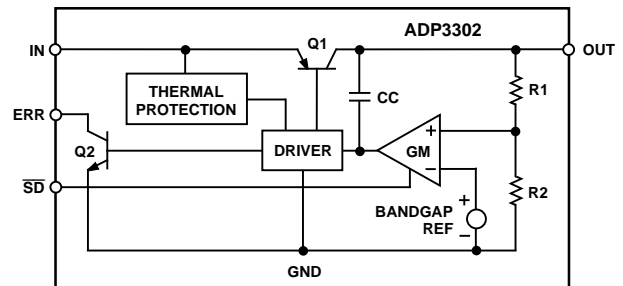 ADP3302
IN
Q1
OUT
THERMAL
PROTECTION
CC
R1
ERR
Q2
DRIVER
+
GM
−
SD
R2
BANDGAP
REF
+
−
GND